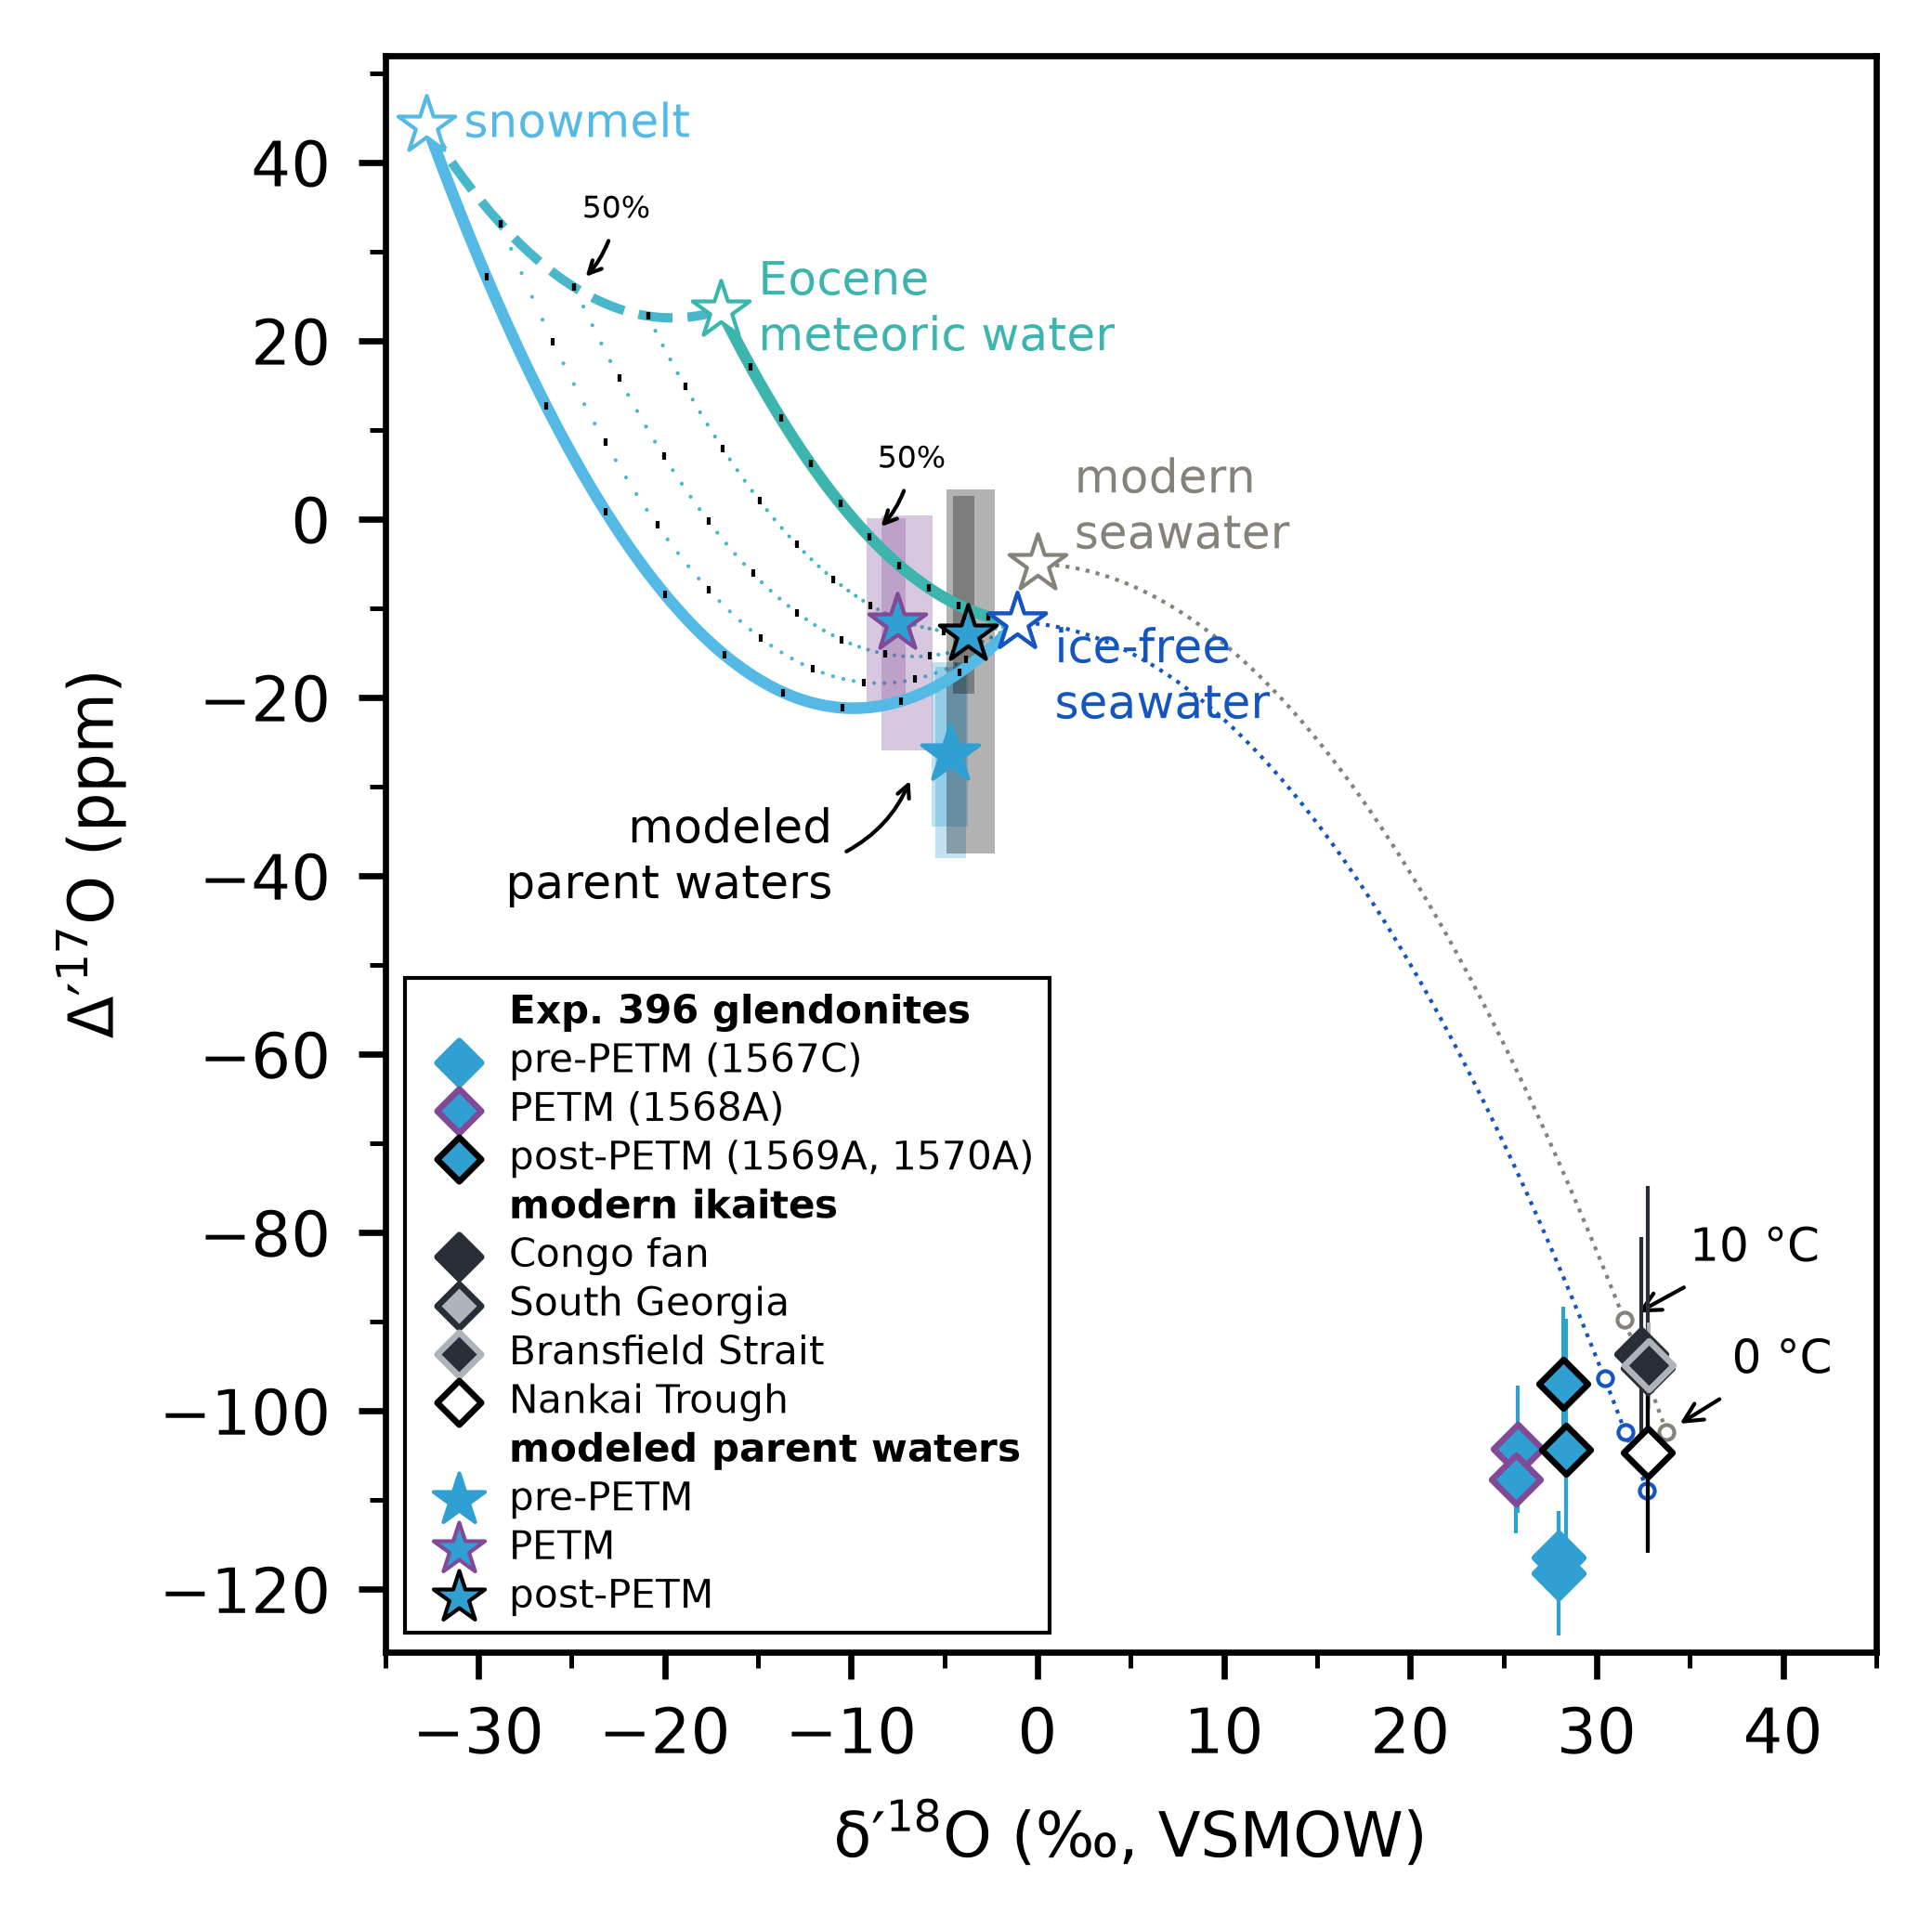 snowmelt
50%
Eocene
meteoric water
50%
modern
seawater
ice-free
seawater
modeled
parent waters
10 °C
0 °C
Exp. 396 glendonites
pre-PETM (1567C)
PETM (1568A)
post-PETM (1569A, 1570A)
modern ikaites
Congo fan
South Georgia
Bransfield Strait
Nankai Trough
modeled parent waters
pre-PETM
PETM
post-PETM
40
20
0
−20
−40
−60
−80
−100
−120
Δ′¹⁷O (ppm)
−30 −20 −10 0 10 20 30 40
δ′¹⁸O (‰, VSMOW)